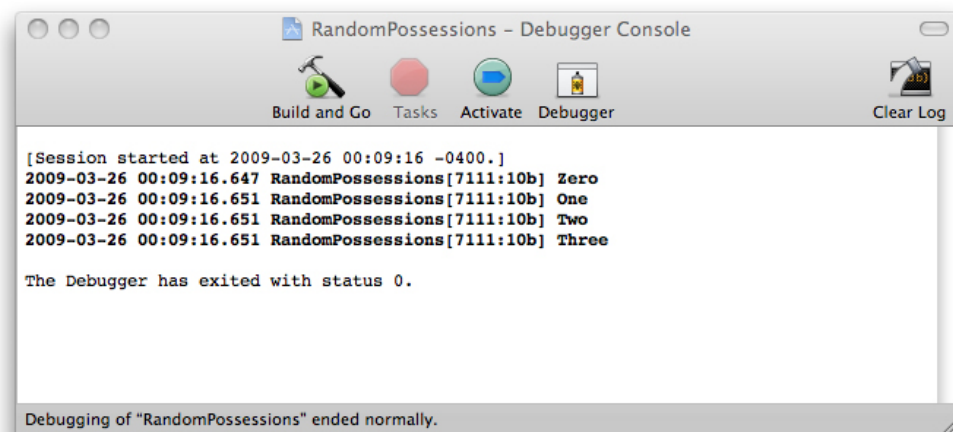 RandomPossessions – Debugger Console
Build and Go Tasks Activate Debugger Clear Log
[Session started at 2009-03-26 00:09:16 -0400.]
2009-03-26 00:09:16.647 RandomPossessions[7111:10b] Zero
2009-03-26 00:09:16.651 RandomPossessions[7111:10b] One
2009-03-26 00:09:16.651 RandomPossessions[7111:10b] Two
2009-03-26 00:09:16.651 RandomPossessions[7111:10b] Three
The Debugger has exited with status 0.
Debugging of “RandomPossessions” ended normally.